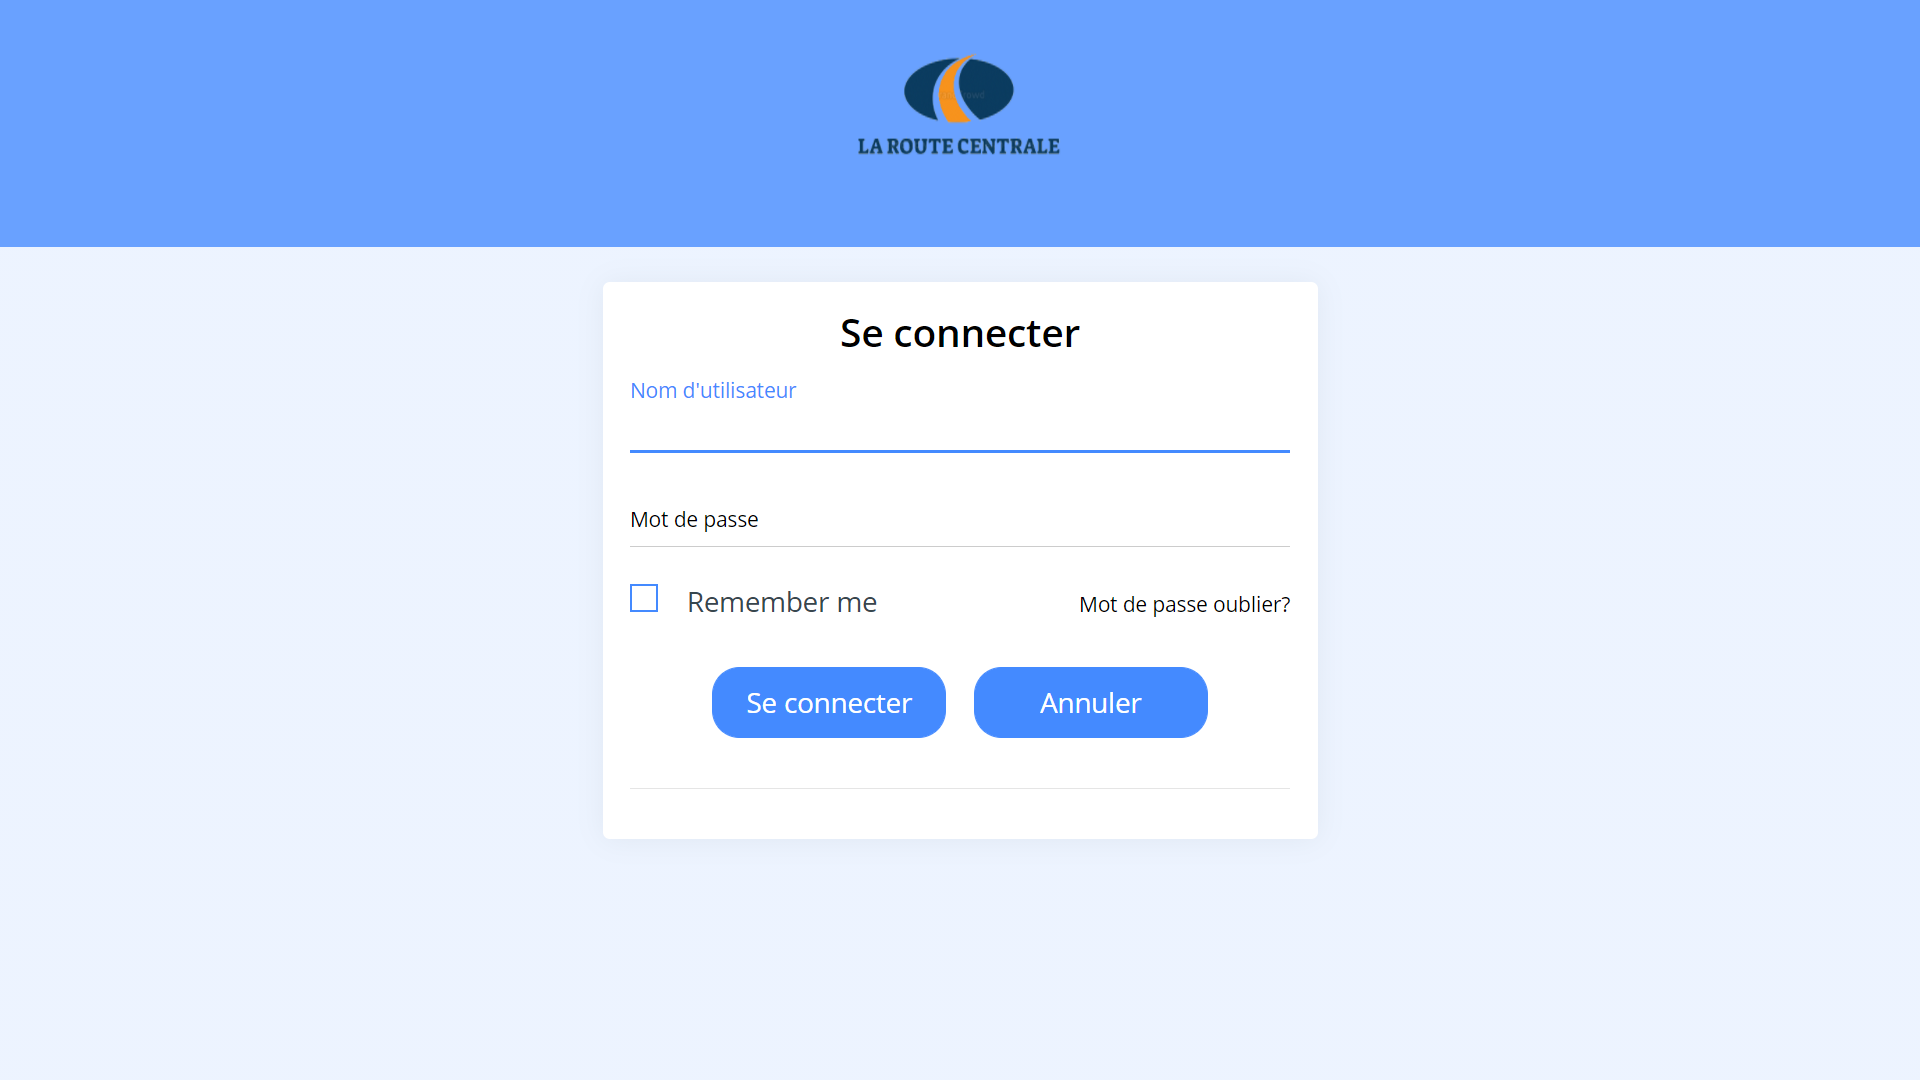 LA ROUTE CENTRALE
Se connecter
Nom d'utilisateur
Mot de passe
Remember me
Mot de passe oublier?
Se connecter
Annuler